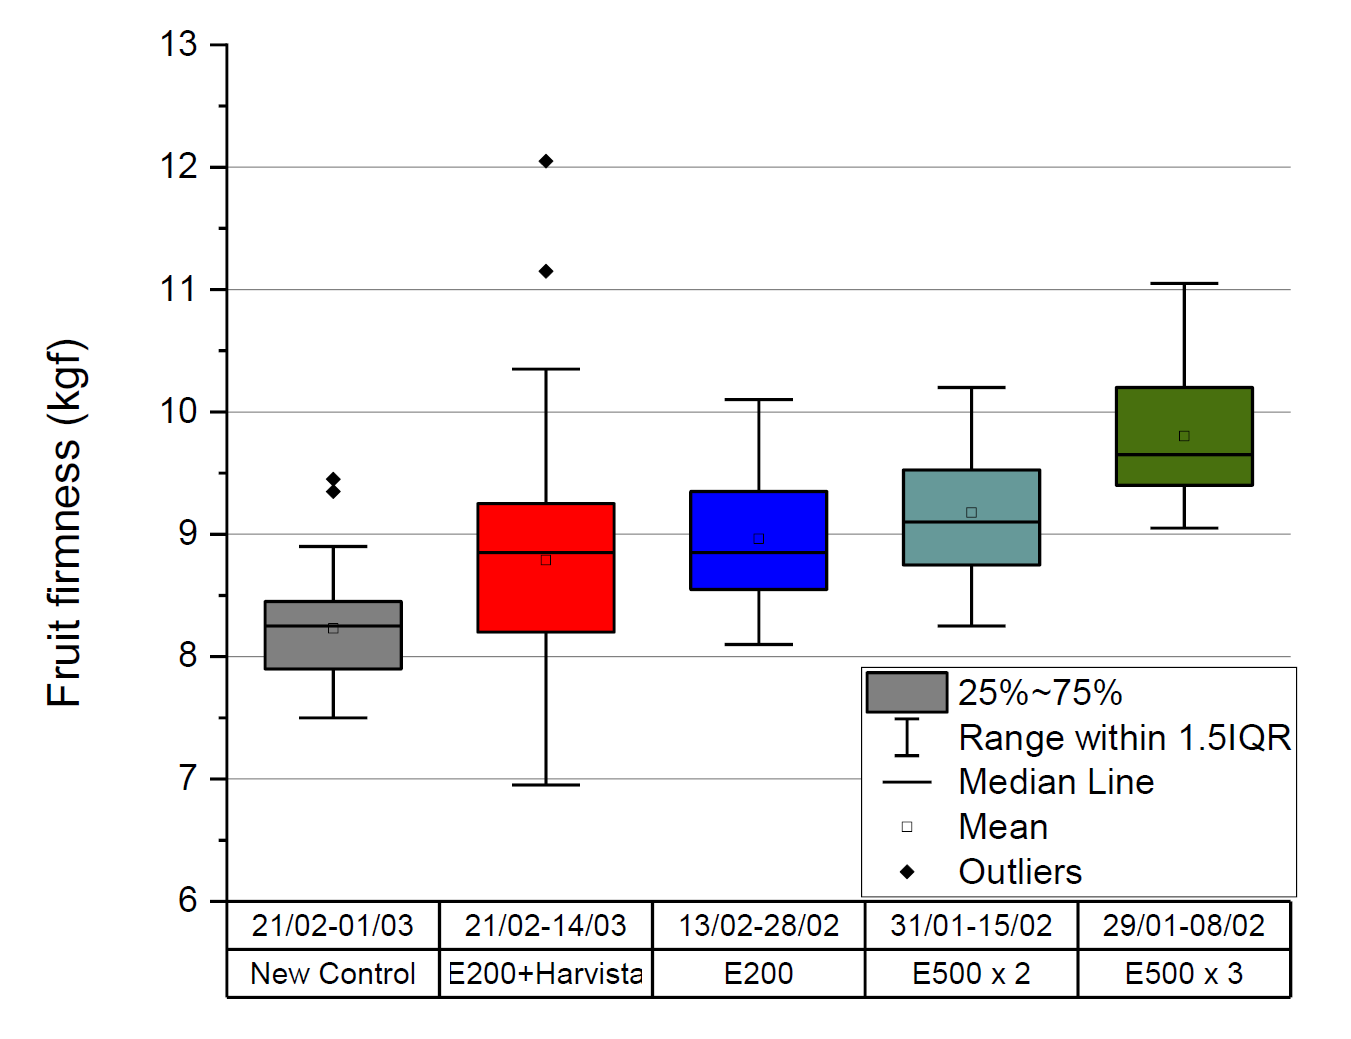 13
12
11
10
9
8
7
6
Fruit firmness (kgf)
25%~75%
Range within 1.5IQR
Median Line
Mean
Outliers
21/02-01/03 21/02-14/03 13/02-28/02 31/01-15/02 29/01-08/02
New Control E200+Harvista E200 E500 x 2 E500 x 3